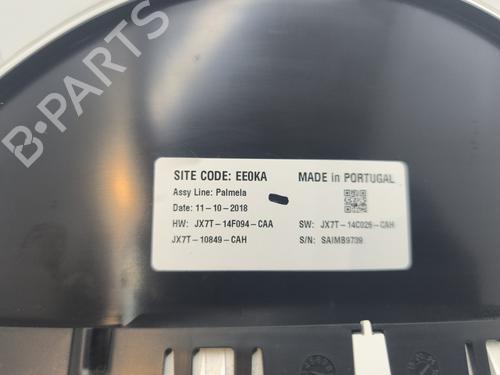 B-PARTS
SITE CODE: EE0KA MADE in PORTUGAL
Assy Line: Palmela
Date: 11-10-2018
HW: JX7T-14F094-CAA SW: JX7T-14C026-CAH
JX7T-10849-CAH S/N: SAIMB9739